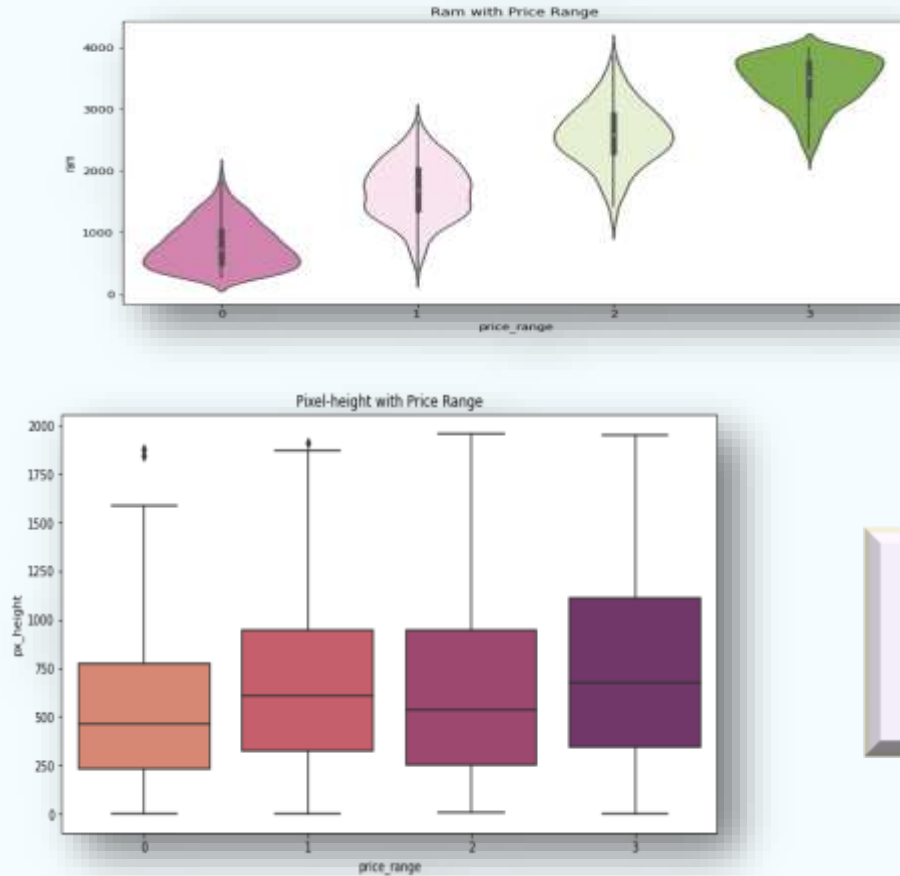 Ram with Price Range
4000
3000
2000
1000
0
ram
0 1 2 3
price_range
Pixel-height with Price Range
2000
1750
1500
1250
1000
750
500
250
0
px_height
0 1 2 3
price_range